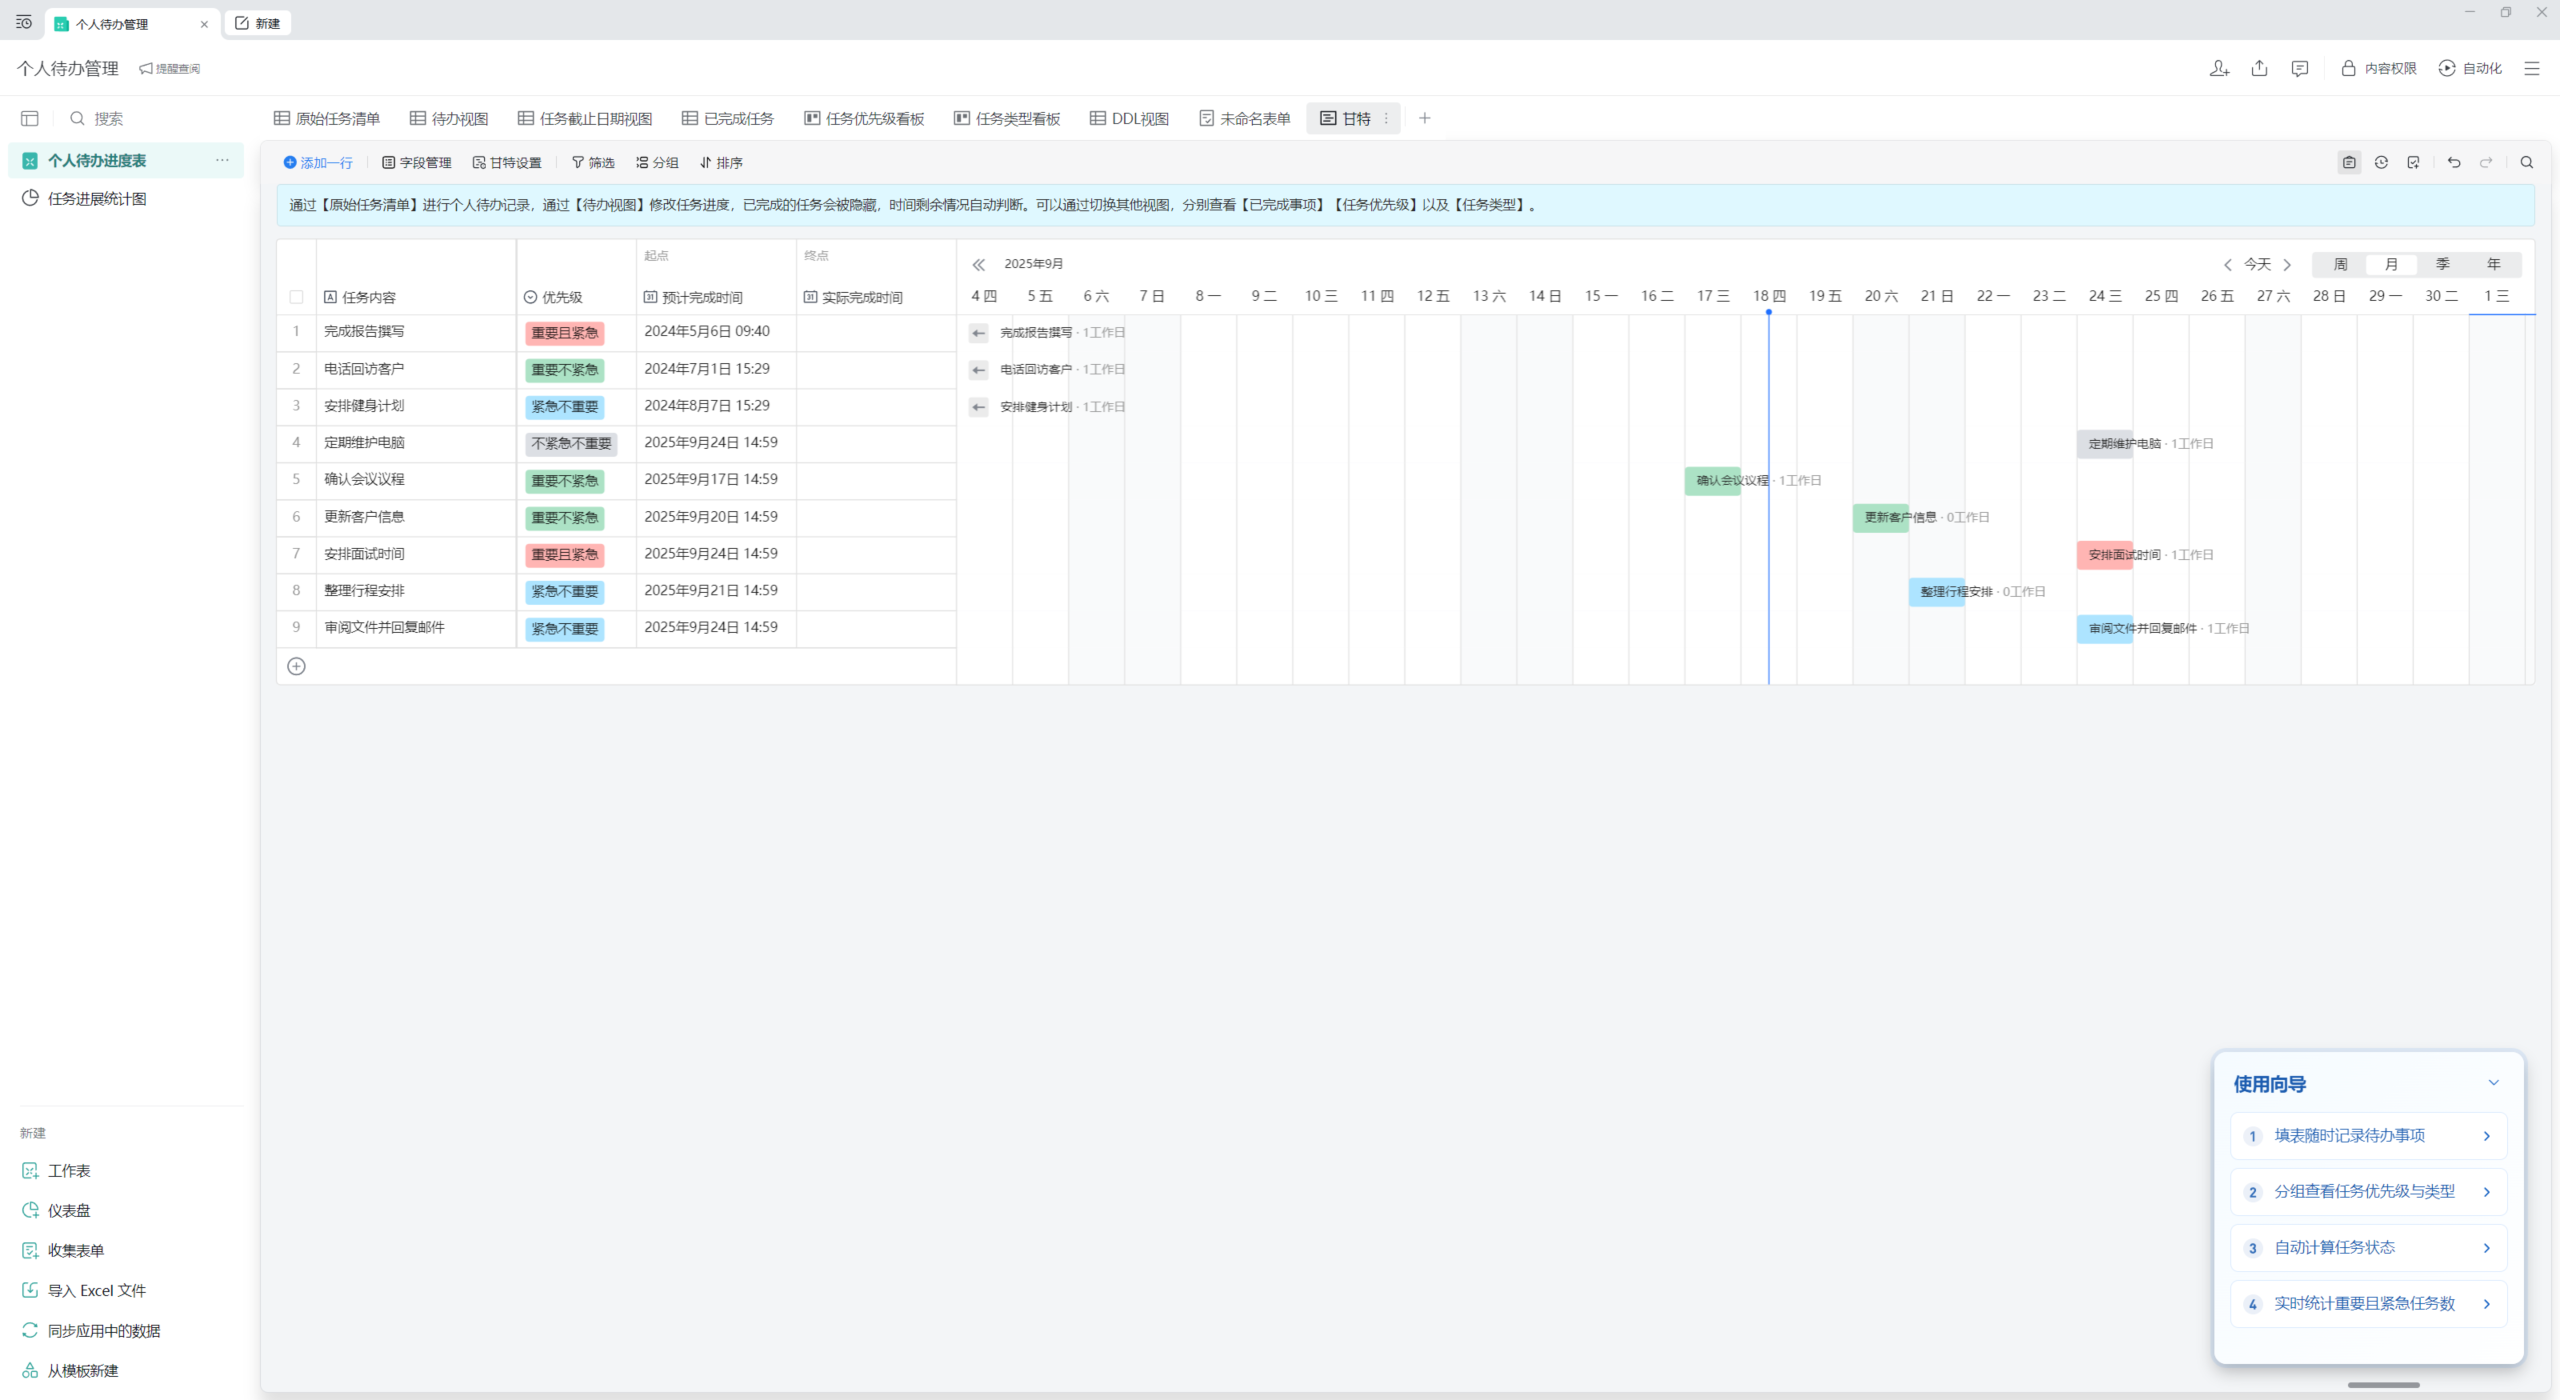 个人待办管理
新建
个人待办管理 提醒查阅
内容权限 自动化
搜索
原始任务清单 待办视图 任务截止日期视图 已完成任务 任务优先级看板 任务类型看板 DDL视图 未命名表单 甘特
个人待办进度表
任务进展统计图
添加一行 字段管理 甘特设置 筛选 分组 排序
通过【原始任务清单】进行个人待办记录，通过【待办视图】修改任务进度，已完成的任务会被隐藏，时间剩余情况自动判断。可以通过切换其他视图，分别查看【已完成事项】【任务优先级】以及【任务类型】。
起点 终点
2025年9月 今天 周 月 季 年
任务内容 优先级 预计完成时间 实际完成时间
4 四 5 五 6 六 7 日 8 一 9 二 10 三 11 四 12 五 13 六 14 日 15 一 16 二 17 三 18 四 19 五 20 六 21 日 22 一 23 二 24 三 25 四 26 五 27 六 28 日 29 一 30 二 1 三
1 完成报告撰写 重要且紧急 2024年5月6日 09:40 完成报告撰写 · 1工作日
2 电话回访客户 重要不紧急 2024年7月1日 15:29 电话回访客户 · 1工作日
3 安排健身计划 紧急不重要 2024年8月7日 15:29 安排健身计划 · 1工作日
4 定期维护电脑 不紧急不重要 2025年9月24日 14:59 定期维护电脑 · 1工作日
5 确认会议议程 重要不紧急 2025年9月17日 14:59 确认会议议程 · 1工作日
6 更新客户信息 重要不紧急 2025年9月20日 14:59 更新客户信息 · 0工作日
7 安排面试时间 重要且紧急 2025年9月24日 14:59 安排面试时间 · 1工作日
8 整理行程安排 紧急不重要 2025年9月21日 14:59 整理行程安排 · 0工作日
9 审阅文件并回复邮件 紧急不重要 2025年9月24日 14:59 审阅文件并回复邮件 · 1工作日
新建
工作表
仪表盘
收集表单
导入 Excel 文件
同步应用中的数据
从模板新建
使用向导
1 填表随时记录待办事项
2 分组查看任务优先级与类型
3 自动计算任务状态
4 实时统计重要且紧急任务数